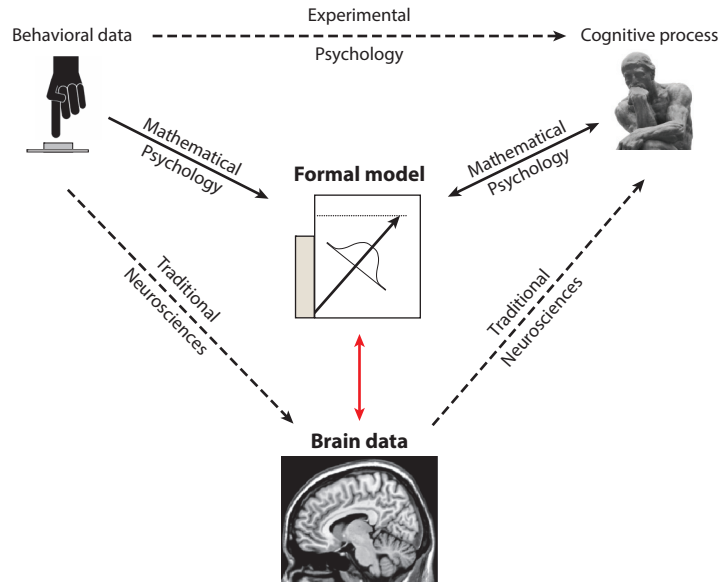 Experimental
Behavioral data
Cognitive process
Psychology
Mathematical
Psychology
Mathematical
Psychology
Formal model
Traditional
Neurosciences
Traditional
Neurosciences
Brain data